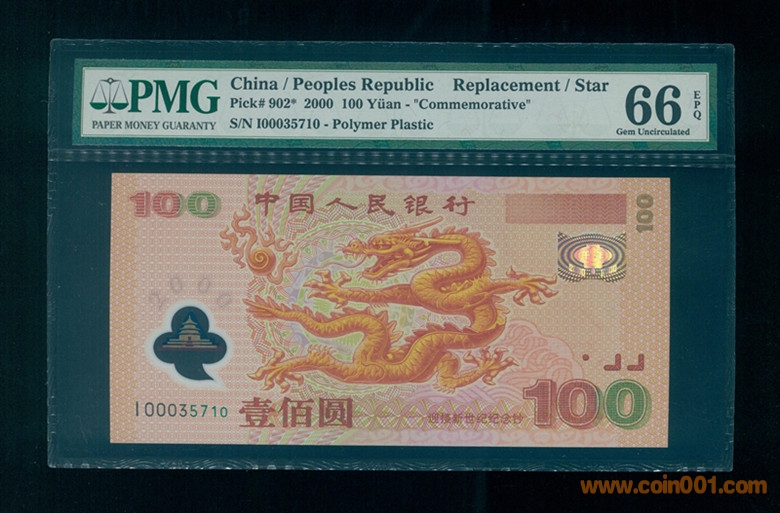 PMG
PAPER MONEY GUARANTY
China / Peoples Republic Replacement / Star
Pick# 902* 2000 100 Yüan - "Commemorative"
S/N I00035710 - Polymer Plastic
66 EPQ
Gem Uncirculated
100 中国人民银行 100
2000
I00035710
壹佰圆
迎接新世纪纪念钞
100
www.coin001.com